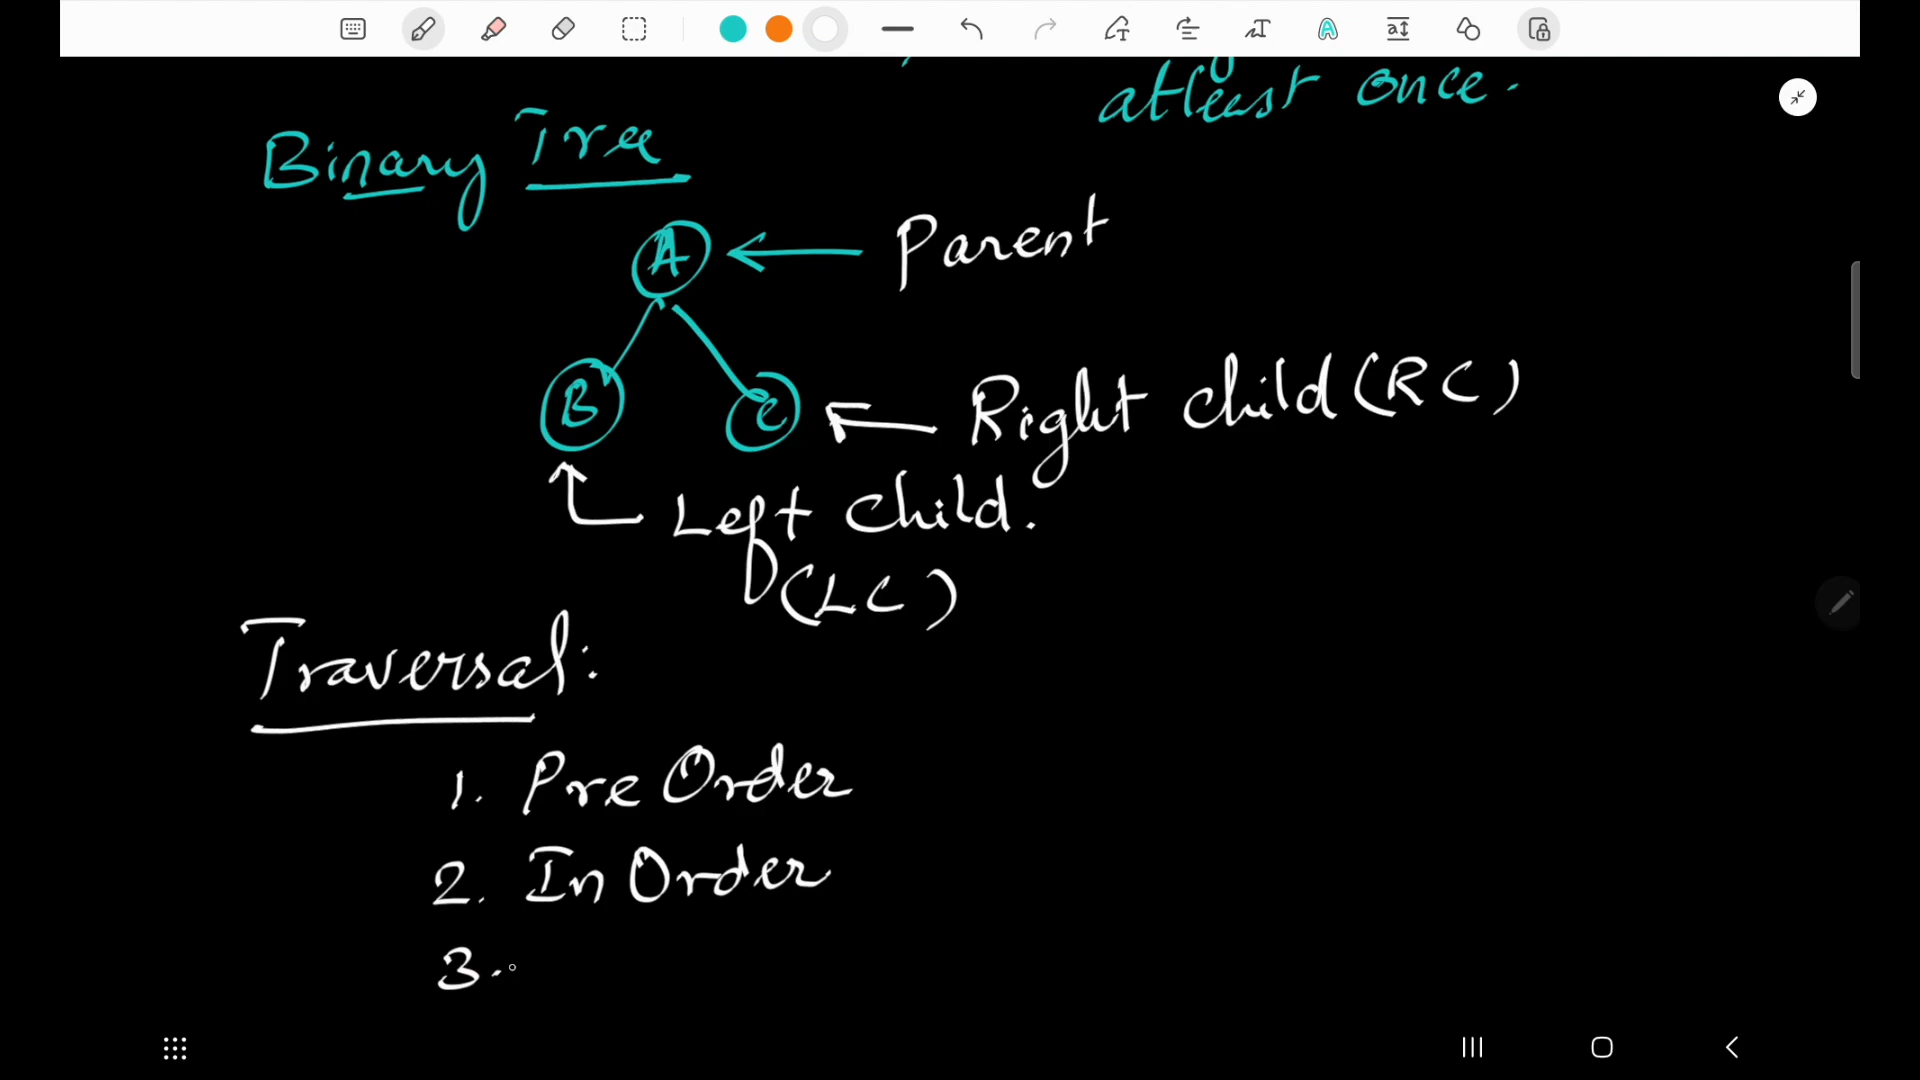 atleast once.
Binary Tree
A ← Parent
B C ← Right child (RC)
Left child.
(LC)
Traversal:
1. Pre Order
2. In Order
3.